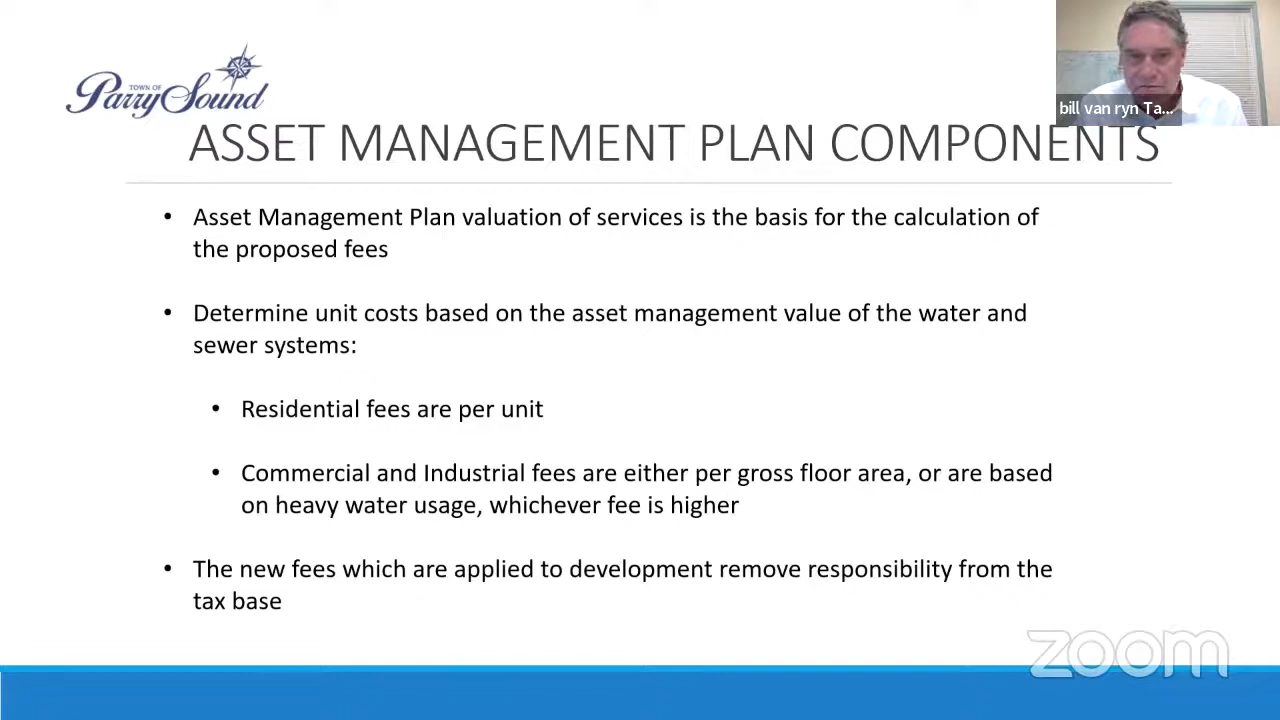 TOWN OF
Parry Sound
bill van ryn Ta...
ASSET MANAGEMENT PLAN COMPONENTS
• Asset Management Plan valuation of services is the basis for the calculation of
the proposed fees
• Determine unit costs based on the asset management value of the water and
sewer systems:
• Residential fees are per unit
• Commercial and Industrial fees are either per gross floor area, or are based
on heavy water usage, whichever fee is higher
• The new fees which are applied to development remove responsibility from the
tax base
zoom